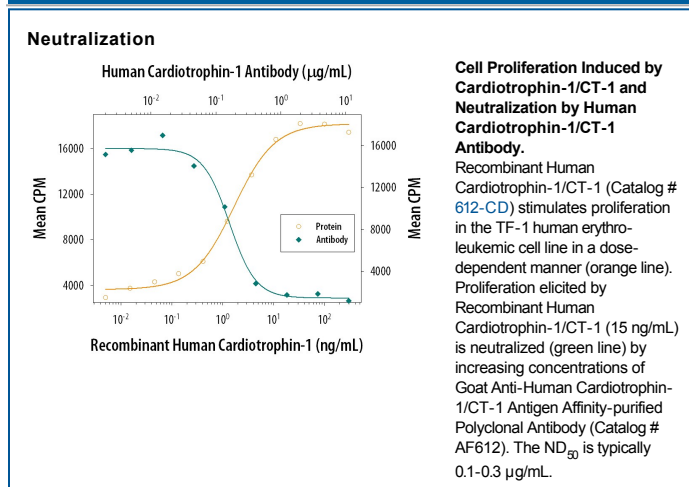 Neutralization
Human Cardiotrophin-1 Antibody (µg/mL)
10⁻² 10⁻¹ 10⁰ 10¹
Mean CPM
16000
12000
8000
4000
16000
12000
8000
4000
Mean CPM
Protein
Antibody
10⁻² 10⁻¹ 10⁰ 10¹ 10²
Recombinant Human Cardiotrophin-1 (ng/mL)
Cell Proliferation Induced by
Cardiotrophin-1/CT-1 and
Neutralization by Human
Cardiotrophin-1/CT-1
Antibody.
Recombinant Human
Cardiotrophin-1/CT-1 (Catalog #
612-CD) stimulates proliferation
in the TF-1 human erythro-
leukemic cell line in a dose-
dependent manner (orange line).
Proliferation elicited by
Recombinant Human
Cardiotrophin-1/CT-1 (15 ng/mL)
is neutralized (green line) by
increasing concentrations of
Goat Anti-Human Cardiotrophin-
1/CT-1 Antigen Affinity-purified
Polyclonal Antibody (Catalog #
AF612). The ND₅₀ is typically
0.1-0.3 µg/mL.